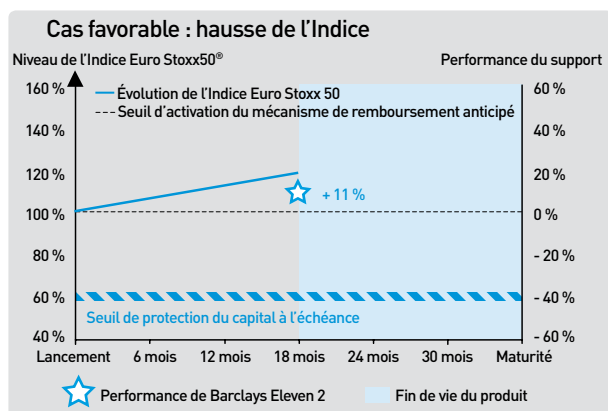 Cas favorable : hausse de l'Indice
Niveau de l'Indice Euro Stoxx50® Performance du support
160 % 60 %
Évolution de l'Indice Euro Stoxx 50
Seuil d'activation du mécanisme de remboursement anticipé
140 % 40 %
120 % 20 %
+ 11 %
100 % 0 %
80 % - 20 %
60 % - 40 %
Seuil de protection du capital à l'échéance
40 % - 60 %
Lancement 6 mois 12 mois 18 mois 24 mois 30 mois Maturité
Performance de Barclays Eleven 2 Fin de vie du produit